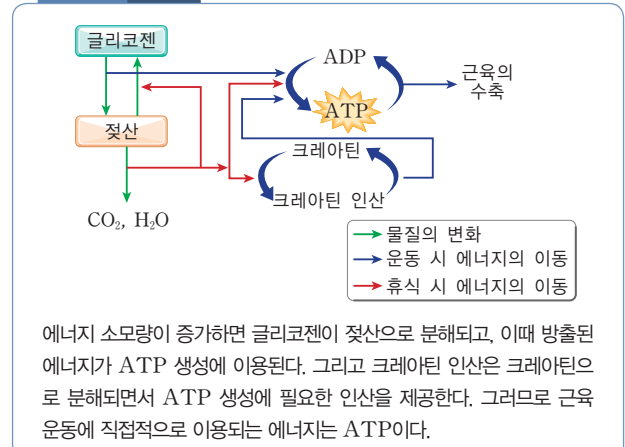 글리코젠
ADP
근육의
수축
ATP
젖산
크레아틴
크레아틴 인산
CO₂, H₂O
물질의 변화
운동 시 에너지의 이동
휴식 시 에너지의 이동
에너지 소모량이 증가하면 글리코젠이 젖산으로 분해되고, 이때 방출된
에너지가 ATP 생성에 이용된다. 그리고 크레아틴 인산은 크레아틴으
로 분해되면서 ATP 생성에 필요한 인산을 제공한다. 그러므로 근육
운동에 직접적으로 이용되는 에너지는 ATP이다.